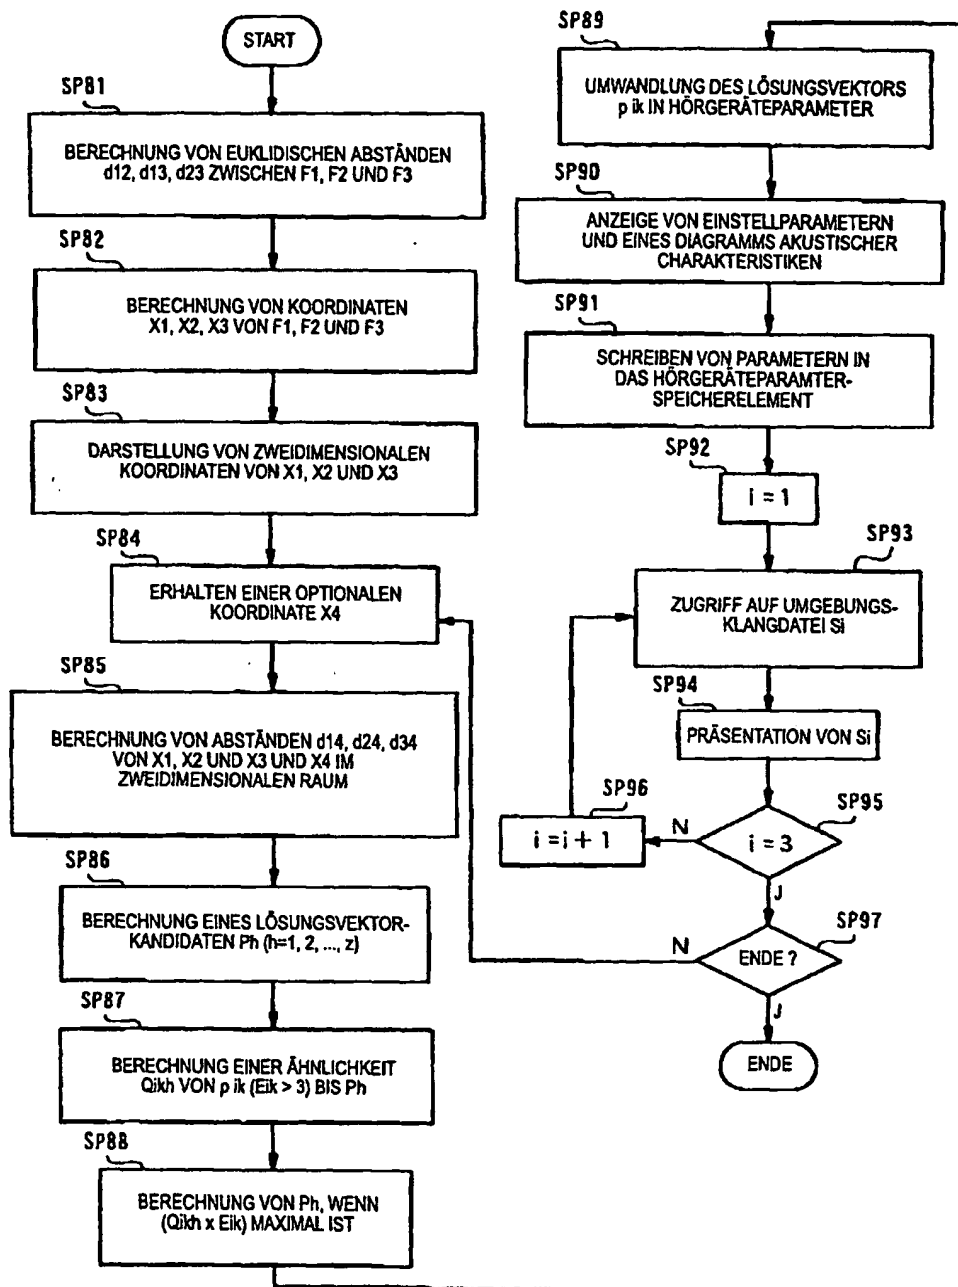 START
SP81
BERECHNUNG VON EUKLIDISCHEN ABSTÄNDEN
d12, d13, d23 ZWISCHEN F1, F2 UND F3
SP82
BERECHNUNG VON KOORDINATEN
X1, X2, X3 VON F1, F2 UND F3
SP83
DARSTELLUNG VON ZWEIDIMENSIONALEN
KOORDINATEN VON X1, X2 UND X3
SP84
ERHALTEN EINER OPTIONALEN
KOORDINATE X4
SP85
BERECHNUNG VON ABSTÄNDEN d14, d24, d34
VON X1, X2 UND X3 UND X4 IM
ZWEIDIMENSIONALEN RAUM
SP86
BERECHNUNG EINES LÖSUNGSVEKTOR-
KANDIDATEN Ph (h=1, 2, ..., z)
SP87
BERECHNUNG EINER ÄHNLICHKEIT
Qikh VON p ik (Eik > 3) BIS Ph
SP88
BERECHNUNG VON Ph, WENN
(Qikh x Eik) MAXIMAL IST
SP89
UMWANDLUNG DES LÖSUNGSVEKTORS
p ik IN HÖRGERÄTEPARAMETER
SP90
ANZEIGE VON EINSTELLPARAMETERN
UND EINES DIAGRAMMS AKUSTISCHER
CHARAKTERISTIKEN
SP91
SCHREIBEN VON PARAMETERN IN
DAS HÖRGERÄTEPARAMTER-
SPEICHERELEMENT
SP92
i = 1
SP93
ZUGRIFF AUF UMGEBUNGS-
KLANGDATEI Si
SP94
PRÄSENTATION VON Si
SP95
i = 3
N
SP96
i = i + 1
J
SP97
ENDE ?
N
J
ENDE